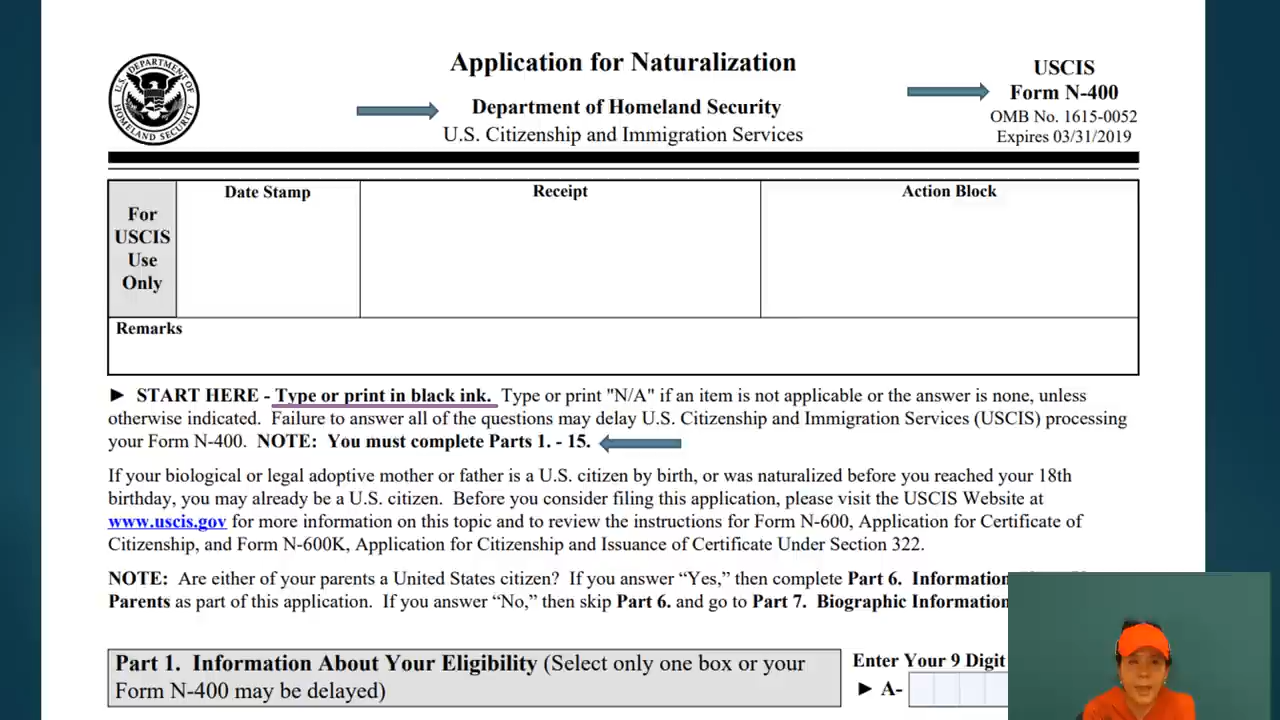 U.S. DEPARTMENT OF HOMELAND SECURITY
Application for Naturalization
Department of Homeland Security
U.S. Citizenship and Immigration Services
USCIS
Form N-400
OMB No. 1615-0052
Expires 03/31/2019
For USCIS Use Only
Date Stamp
Receipt
Action Block
Remarks
► START HERE - Type or print in black ink. Type or print "N/A" if an item is not applicable or the answer is none, unless
otherwise indicated. Failure to answer all of the questions may delay U.S. Citizenship and Immigration Services (USCIS) processing
your Form N-400. NOTE: You must complete Parts 1. - 15.
If your biological or legal adoptive mother or father is a U.S. citizen by birth, or was naturalized before you reached your 18th
birthday, you may already be a U.S. citizen. Before you consider filing this application, please visit the USCIS Website at
www.uscis.gov for more information on this topic and to review the instructions for Form N-600, Application for Certificate of
Citizenship, and Form N-600K, Application for Citizenship and Issuance of Certificate Under Section 322.
NOTE: Are either of your parents a United States citizen? If you answer “Yes,” then complete Part 6. Information
Parents as part of this application. If you answer “No,” then skip Part 6. and go to Part 7. Biographic Information
Part 1. Information About Your Eligibility (Select only one box or your
Form N-400 may be delayed)
Enter Your 9 Digit
► A-